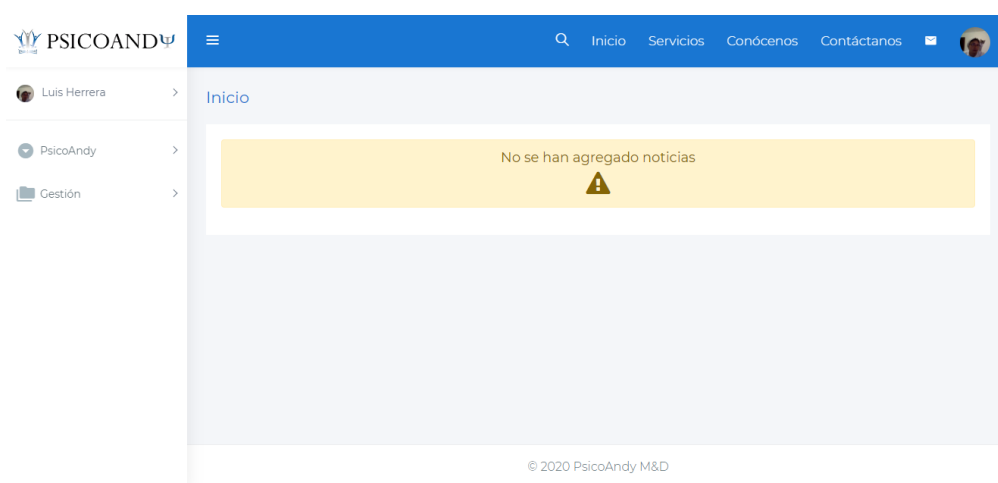 PSICOANDΨ
Inicio Servicios Conócenos Contáctanos
Luis Herrera
PsicoAndy
Gestión
Inicio
No se han agregado noticias
© 2020 PsicoAndy M&D